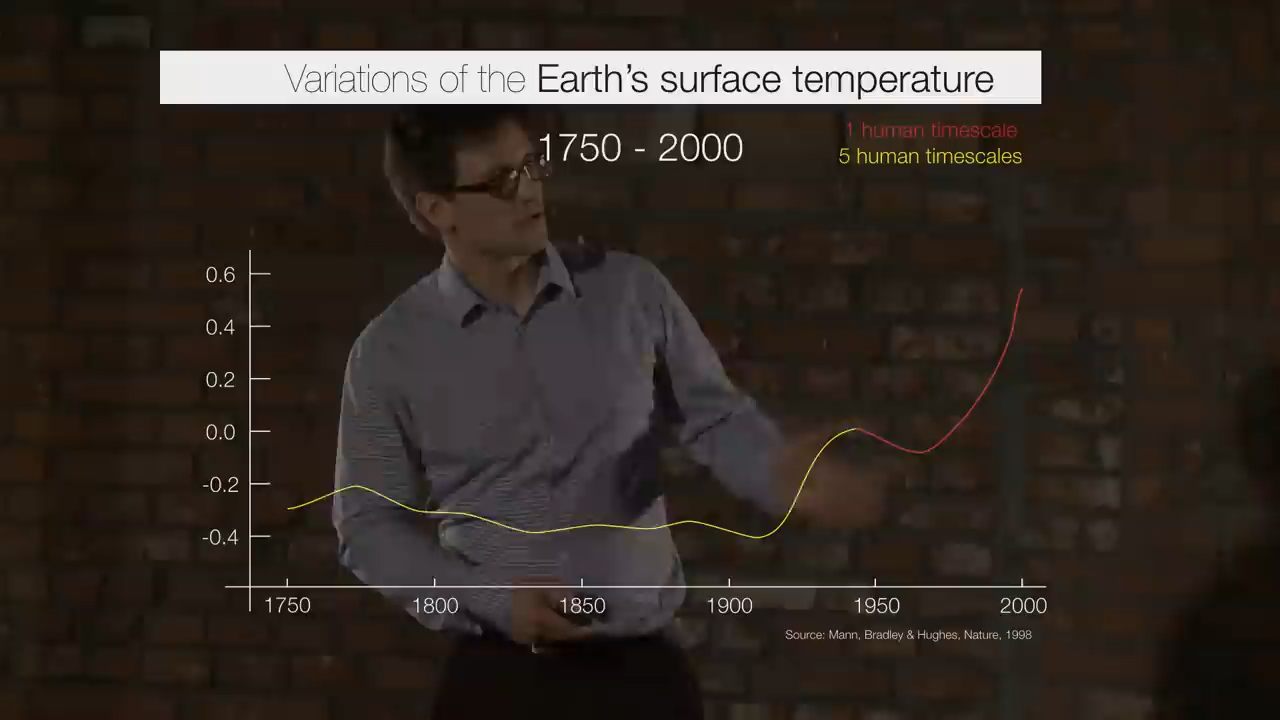 Variations of the Earth's surface temperature
1750 - 2000
1 human timescale
5 human timescales
0.6
0.4
0.2
0.0
-0.2
-0.4
1750 1800 1850 1900 1950 2000
Source: Mann, Bradley & Hughes, Nature, 1998